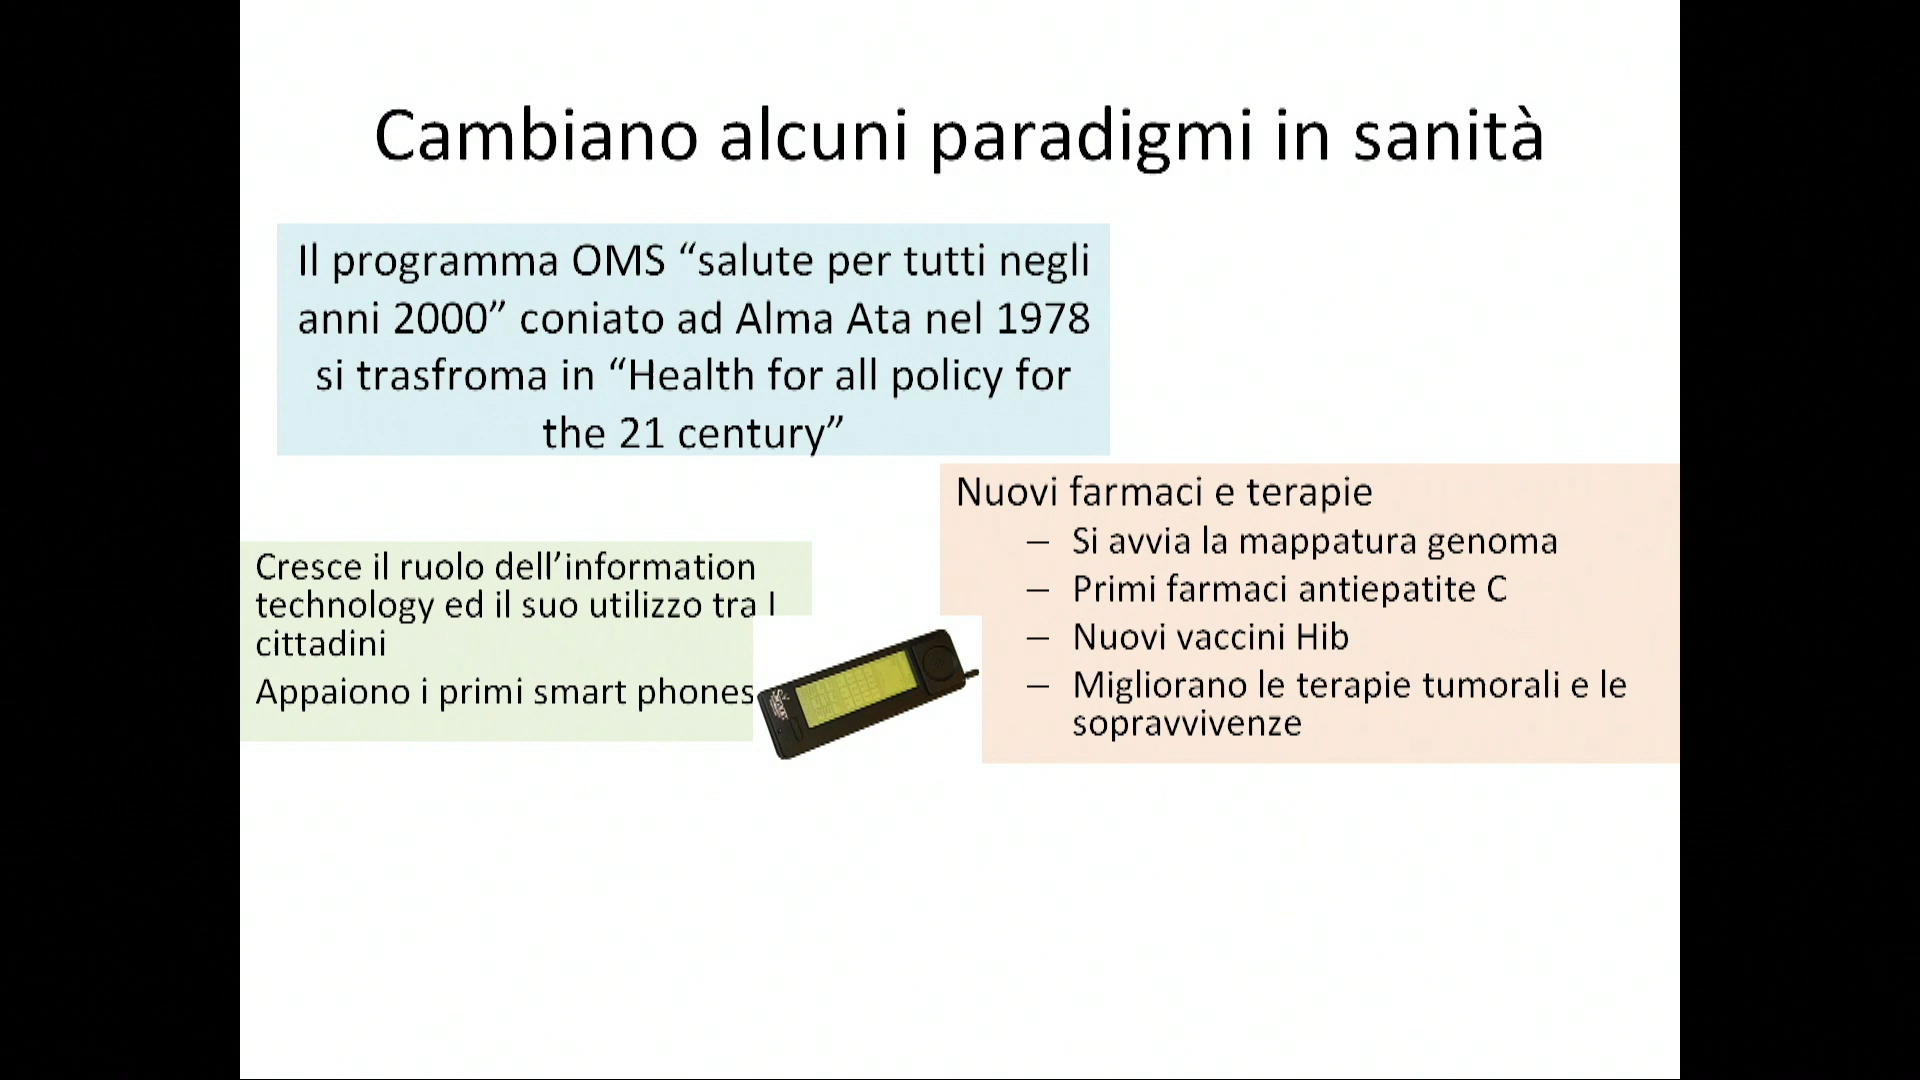 Cambiano alcuni paradigmi in sanità
Il programma OMS “salute per tutti negli
anni 2000” coniato ad Alma Ata nel 1978
si trasfroma in “Health for all policy for
the 21 century”
Cresce il ruolo dell’information
technology ed il suo utilizzo tra I
cittadini
Appaiono i primi smart phones
Nuovi farmaci e terapie
– Si avvia la mappatura genoma
– Primi farmaci antiepatite C
– Nuovi vaccini Hib
– Migliorano le terapie tumorali e le
sopravvivenze